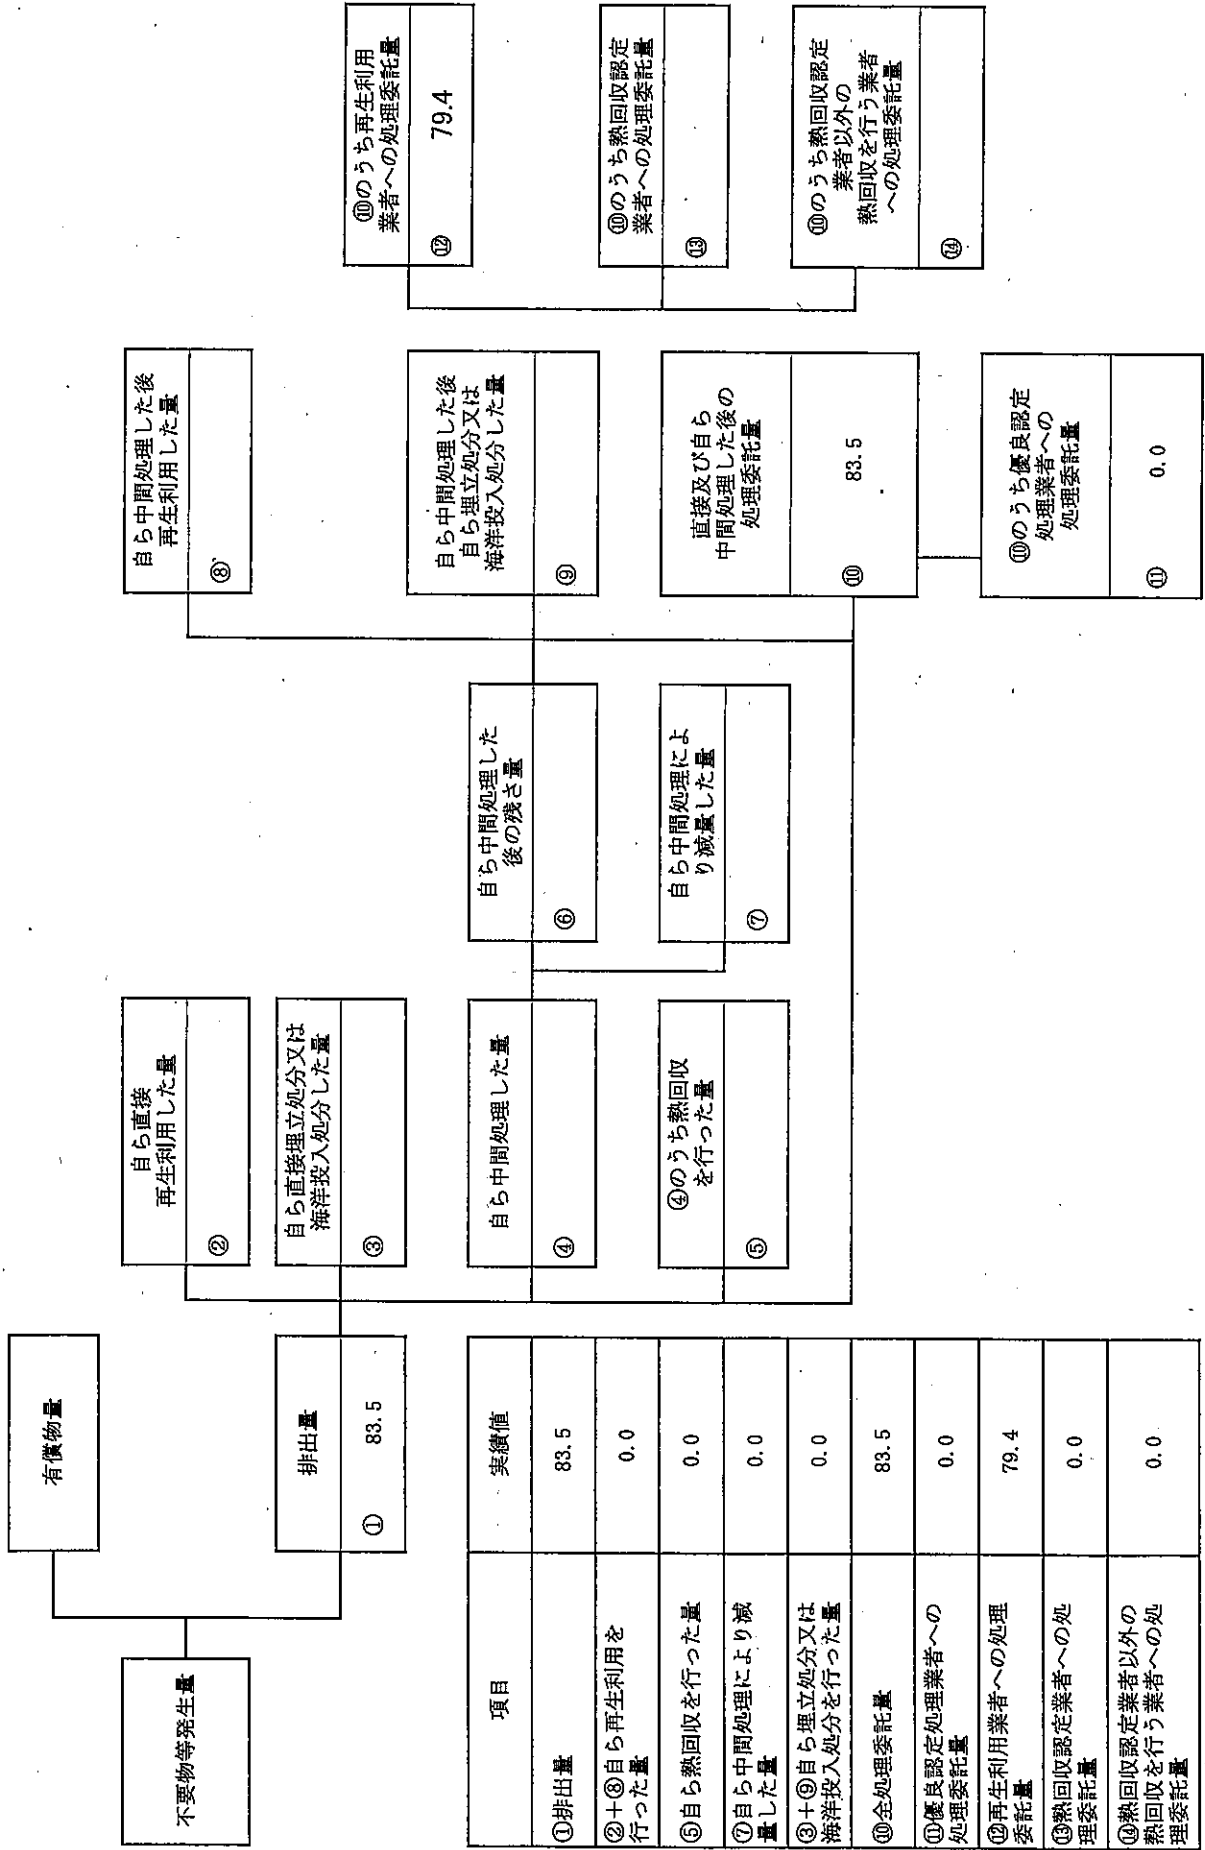 有償物量
不要物等発生量
排出量
① 83.5
自ら直接
再生利用した量
②
自ら直接埋立処分又は
海洋投入処分した量
③
自ら中間処理した量
④
④のうち熱回収
を行った量
⑤
自ら中間処理した
後の残さ量
⑥
自ら中間処理によ
り減量した量
⑦
自ら中間処理した後
再生利用した量
⑧
自ら中間処理した後
自ら埋立処分又は
海洋投入処分した量
⑨
直接及び自ら
中間処理した後の
処理委託量
⑩ 83.5
⑩のうち優良認定
処理業者への
処理委託量
⑪ 0.0
⑩のうち再生利用
業者への処理委託量
⑫ 79.4
⑩のうち熱回収認定
業者への処理委託量
⑬
⑩のうち熱回収認定
業者以外の
熱回収を行う業者
への処理委託量
⑭
項目 実績値
①排出量 83.5
②+⑧自ら再生利用を
行った量 0.0
⑤自ら熱回収を行った量 0.0
⑦自ら中間処理により減
量した量 0.0
③+⑨自ら埋立処分又は
海洋投入処分を行った量 0.0
⑩全処理委託量 83.5
⑪優良認定処理業者への
処理委託量 0.0
⑫再生利用業者への処理
委託量 79.4
⑬熱回収認定業者への処
理委託量 0.0
⑭熱回収認定業者以外の
熱回収を行う業者への処
理委託量 0.0